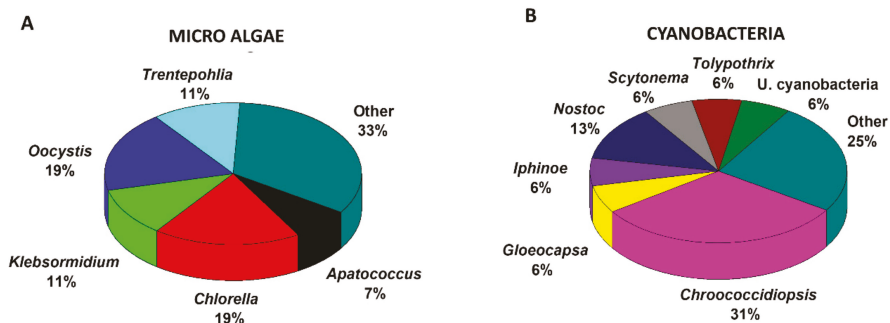 A
MICRO ALGAE
Trentepohlia
11%
Other
33%
Oocystis
19%
Klebsormidium
11%
Chlorella
19%
Apatococcus
7%
B
CYANOBACTERIA
Tolypothrix
6%
Scytonema
6%
U. cyanobacteria
6%
Nostoc
13%
Other
25%
Iphinoe
6%
Gloeocapsa
6%
Chroococcidiopsis
31%